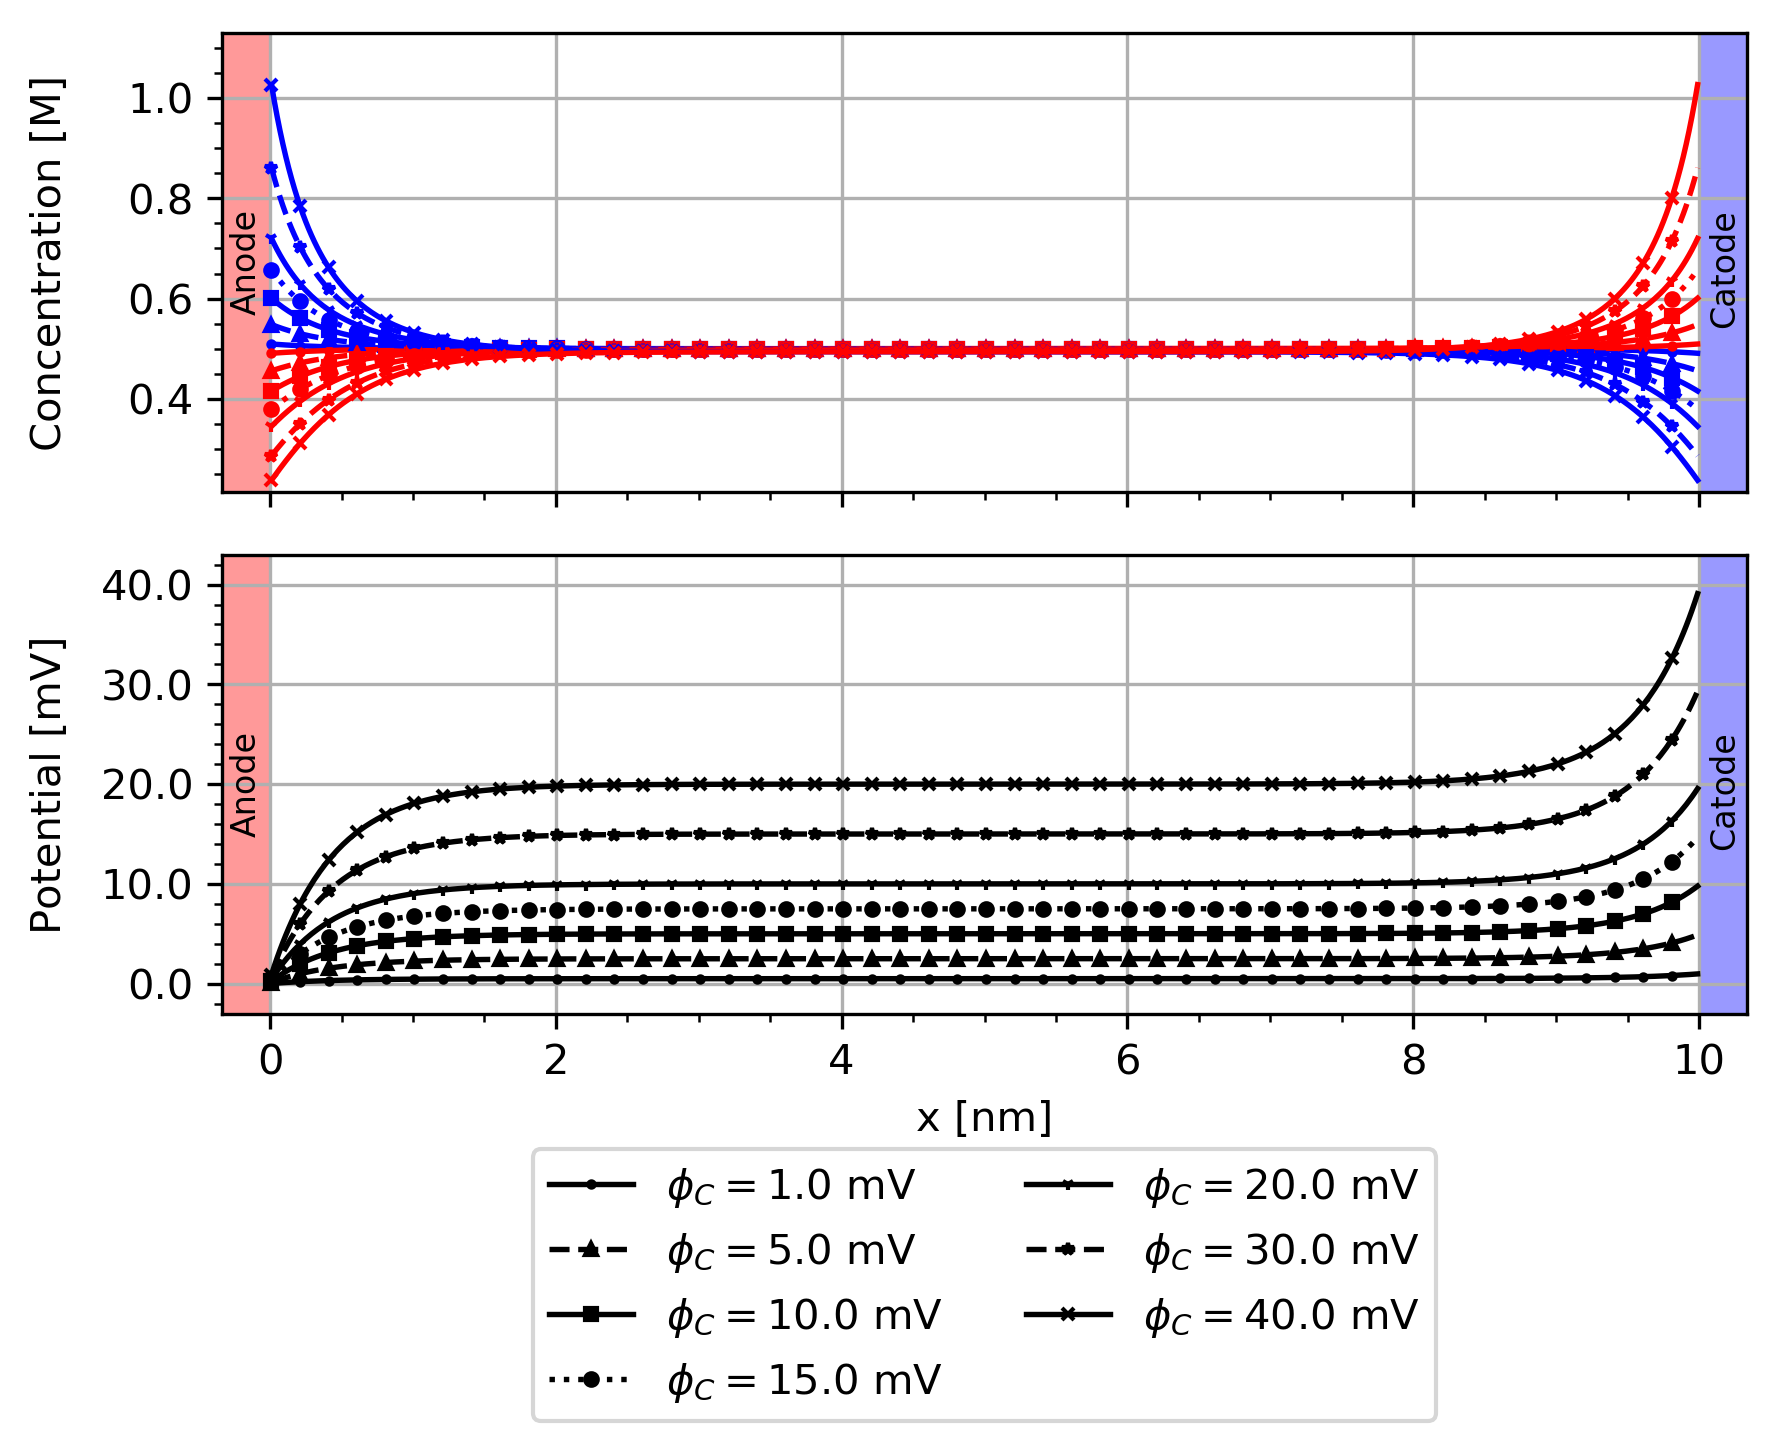 Concentration [M]
1.0
0.8
0.6
0.4
Anode
Catode
Potential [mV]
40.0
30.0
20.0
10.0
0.0
Anode
Catode
0 2 4 6 8 10
x [nm]
ϕ_C = 1.0 mV
ϕ_C = 5.0 mV
ϕ_C = 10.0 mV
ϕ_C = 15.0 mV
ϕ_C = 20.0 mV
ϕ_C = 30.0 mV
ϕ_C = 40.0 mV